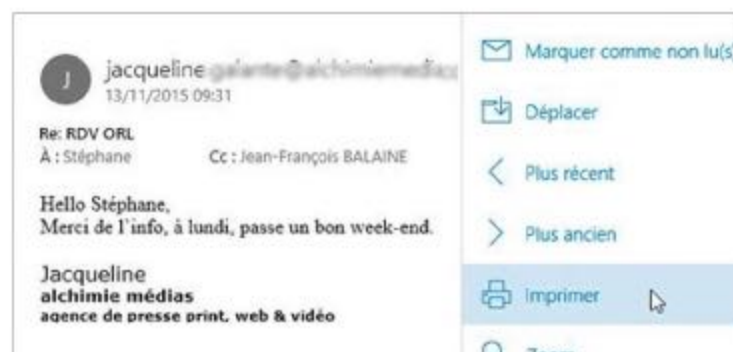 J
jacqueline
13/11/2015 09:31
Re: RDV ORL
À : Stéphane Cc : Jean-François BALAINE
Hello Stéphane,
Merci de l'info, à lundi, passe un bon week-end.
Jacqueline
alchimie médias
agence de presse print, web & vidéo
Marquer comme non lu(s)
Déplacer
Plus récent
Plus ancien
Imprimer